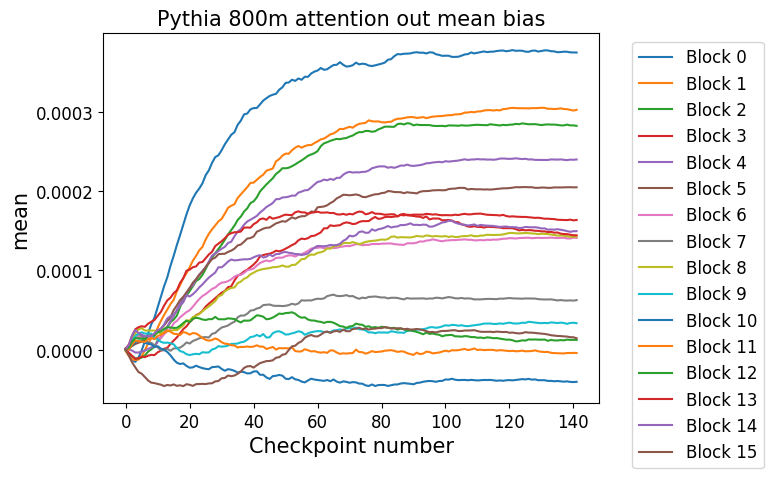 Pythia 800m attention out mean bias
mean
0.0003
0.0002
0.0001
0.0000
0 20 40 60 80 100 120 140
Checkpoint number
Block 0
Block 1
Block 2
Block 3
Block 4
Block 5
Block 6
Block 7
Block 8
Block 9
Block 10
Block 11
Block 12
Block 13
Block 14
Block 15